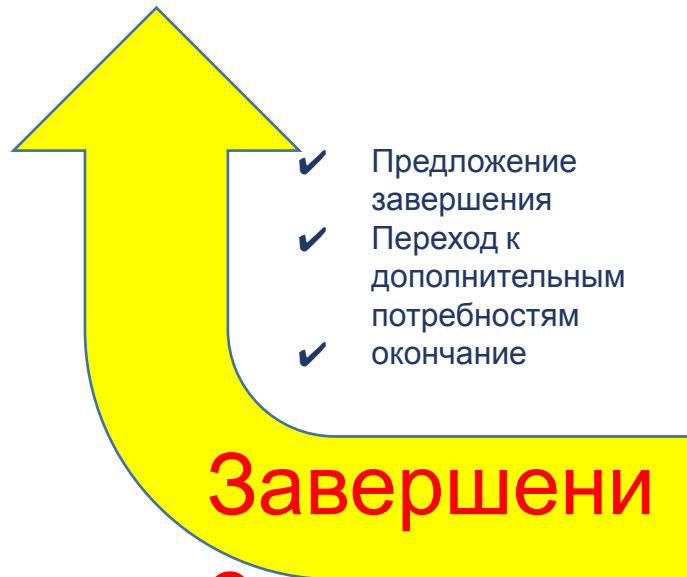 ✔ Предложение
завершения
✔ Переход к
дополнительным
потребностям
✔ окончание
Завершени